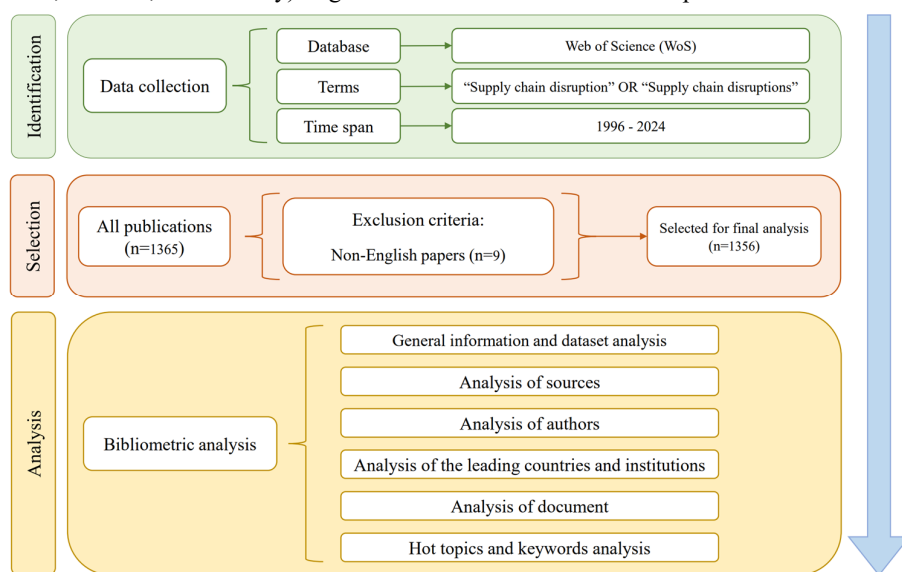 Identification
Data collection
Database
Web of Science (WoS)
Terms
“Supply chain disruption” OR “Supply chain disruptions”
Time span
1996 - 2024
Selection
All publications
(n=1365)
Exclusion criteria:
Non-English papers (n=9)
Selected for final analysis
(n=1356)
Analysis
Bibliometric analysis
General information and dataset analysis
Analysis of sources
Analysis of authors
Analysis of the leading countries and institutions
Analysis of document
Hot topics and keywords analysis